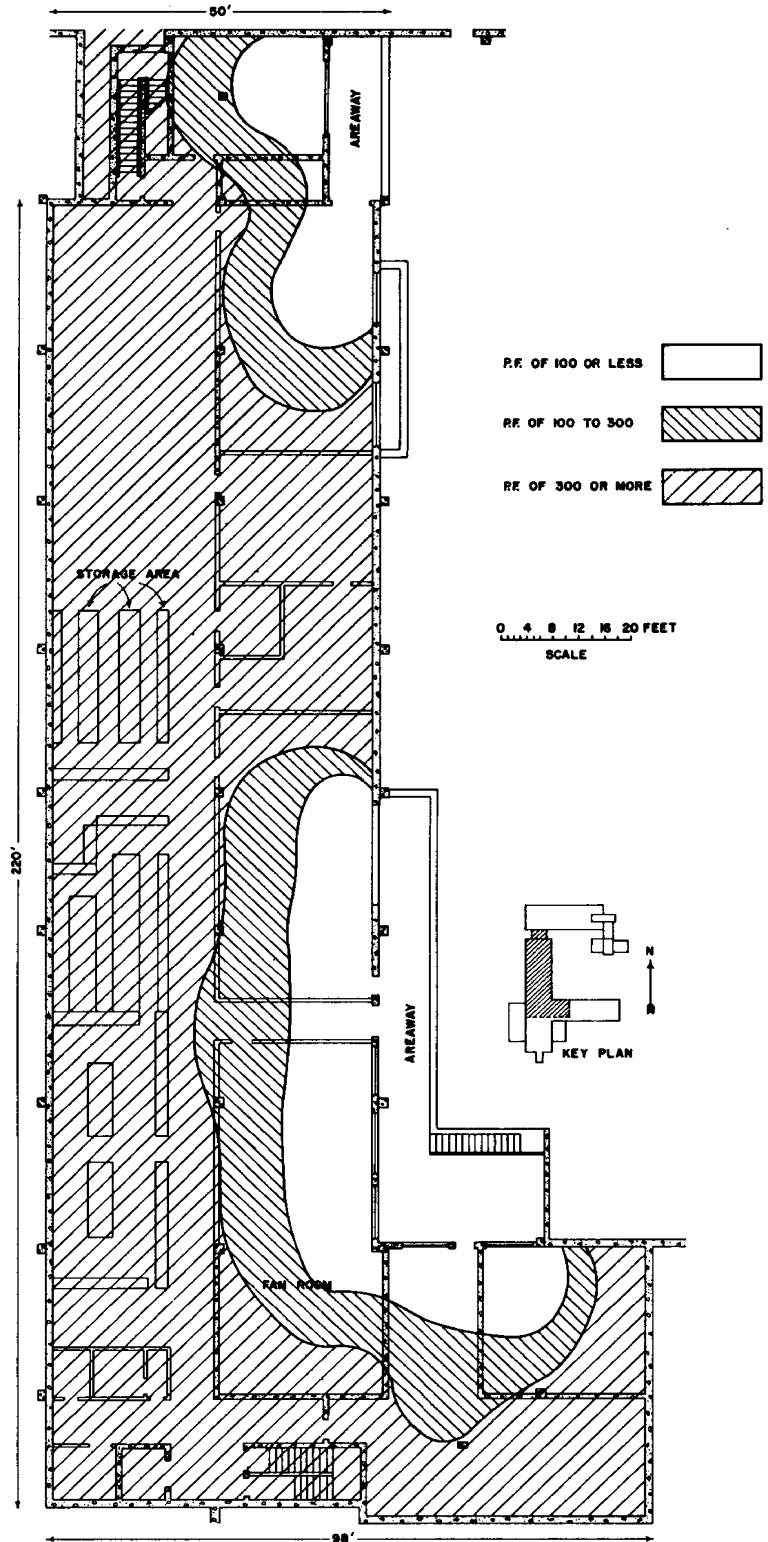 50'
AREAWAY
P.F. OF 100 OR LESS
P.F. OF 100 TO 300
P.F. OF 300 OR MORE
STORAGE AREA
0 4 8 12 16 20 FEET
SCALE
220'
N
KEY PLAN
AREAWAY
FAN ROOM
98'